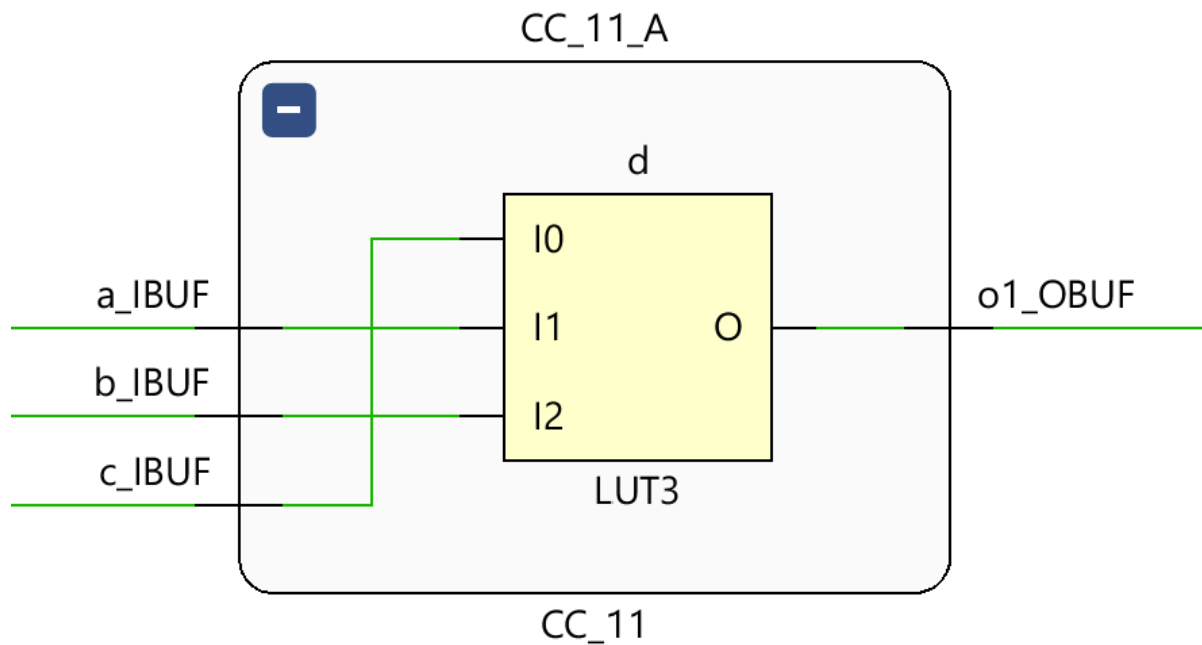 CC_11_A
d
I0
a_IBUF
I1
O
o1_OBUF
b_IBUF
I2
c_IBUF
LUT3
CC_11